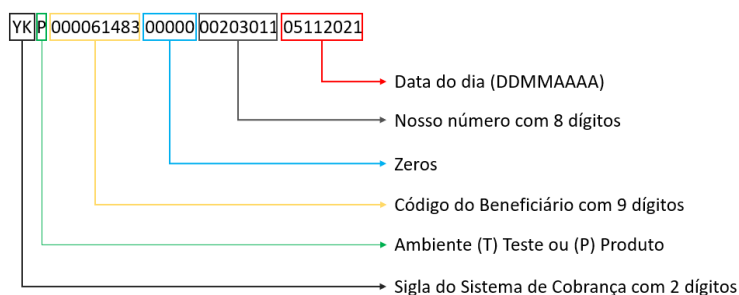 YK P 000061483 00000 00203011 05112021
Data do dia (DDMMAAAA)
Nosso número com 8 dígitos
Zeros
Código do Beneficiário com 9 dígitos
Ambiente (T) Teste ou (P) Produto
Sigla do Sistema de Cobrança com 2 dígitos